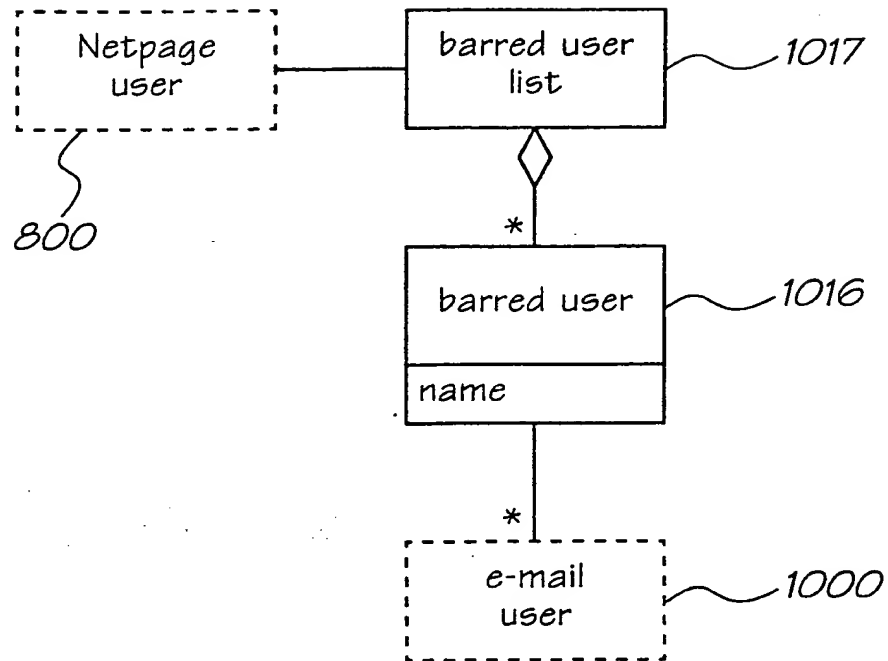 Netpage
user
800
barred user
list
1017
*
barred user
1016
name
*
e-mail
user
1000